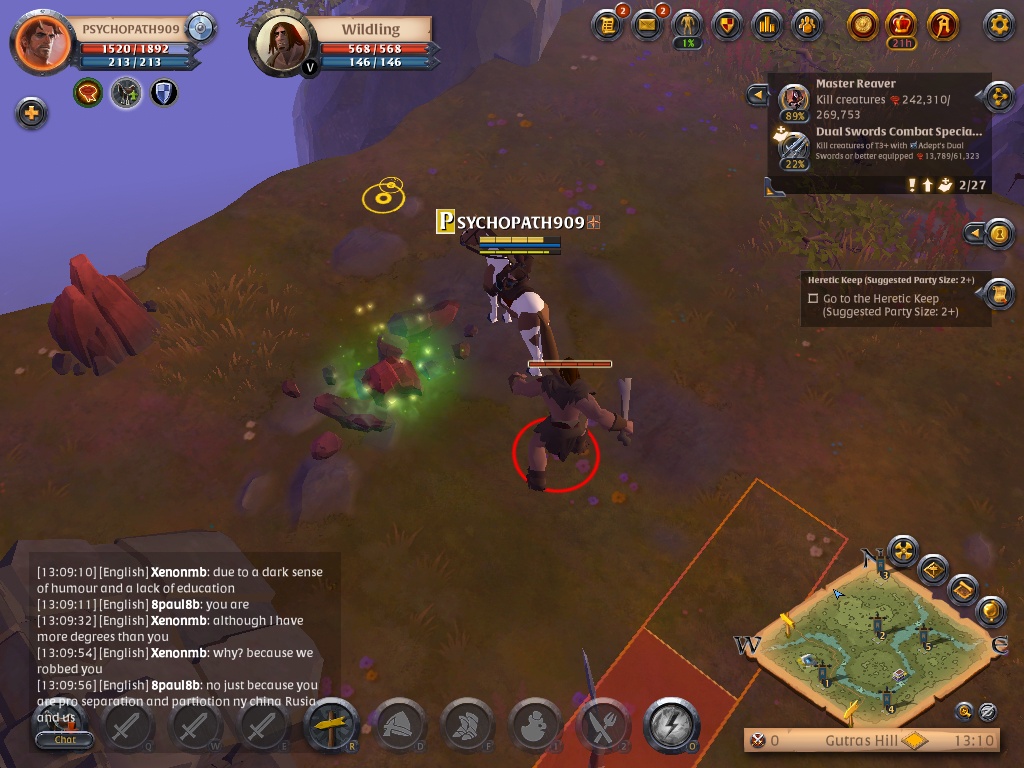 PSYCHOPATH909
1520 / 1892
213 / 213
Wildling
568 / 568
146 / 146
V
2
2
1%
21h
Master Reaver
Kill creatures 242,310/
269,753
89%
Dual Swords Combat Specia...
Kill creatures of T3+ with Adept's Dual
Swords or better equipped 13,789/61,323
22%
2/27
PSYCHOPATH909
Heretic Keep (Suggested Party Size: 2+)
Go to the Heretic Keep
(Suggested Party Size: 2+)
[13:09:10][English] Xenonmb: due to a dark sense
of humour and a lack of education
[13:09:11][English] 8paul8b: you are
[13:09:32][English] Xenonmb: although I have
more degrees than you
[13:09:54][English] Xenonmb: why? because we
robbed you
[13:09:56][English] 8paul8b: no just because you
are pro separation and partiotion ny china Rusia
and us
Chat
Q
W
E
R
D
F
1
2
O
N
W
E
3
2
5
1
4
0
Gutras Hill
13:10